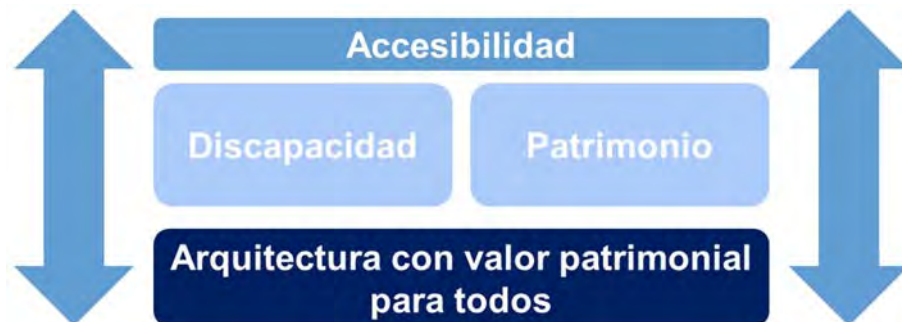 Accesibilidad
Discapacidad
Patrimonio
Arquitectura con valor patrimonial
para todos